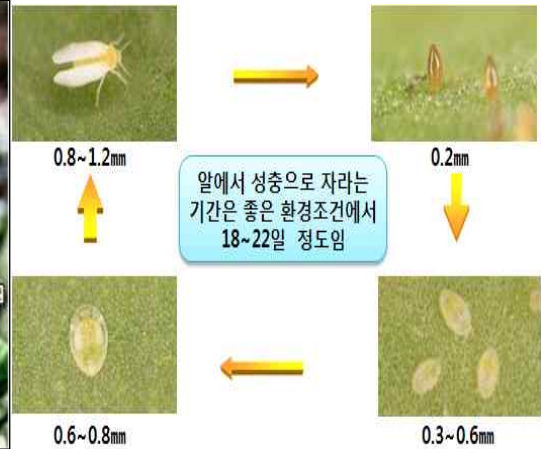 0.8~1.2㎜
0.2㎜
알에서 성충으로 자라는
기간은 좋은 환경조건에서
18~22일 정도임
0.6~0.8㎜
0.3~0.6㎜